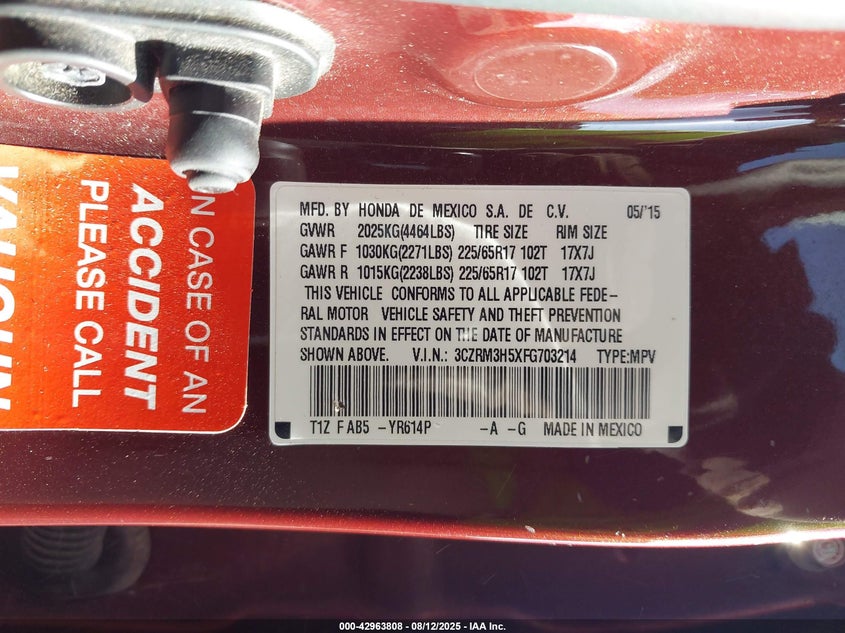 MFD. BY HONDA DE MEXICO S.A. DE C.V. 05/'15
GVWR 2025KG(4464LBS) TIRE SIZE RIM SIZE
GAWR F 1030KG(2271LBS) 225/65R17 102T 17X7J
GAWR R 1015KG(2238LBS) 225/65R17 102T 17X7J
THIS VEHICLE CONFORMS TO ALL APPLICABLE FEDE-
RAL MOTOR VEHICLE SAFETY AND THEFT PREVENTION
STANDARDS IN EFFECT ON THE DATE OF MANUFACTURE
SHOWN ABOVE. V.I.N.: 3CZRM3H5XFG703214 TYPE:MPV
T1Z FAB5 -YR614P -A -G MADE IN MEXICO
IN CASE OF AN
ACCIDENT
PLEASE CALL
000-42963808 - 08/12/2025 - IAA Inc.